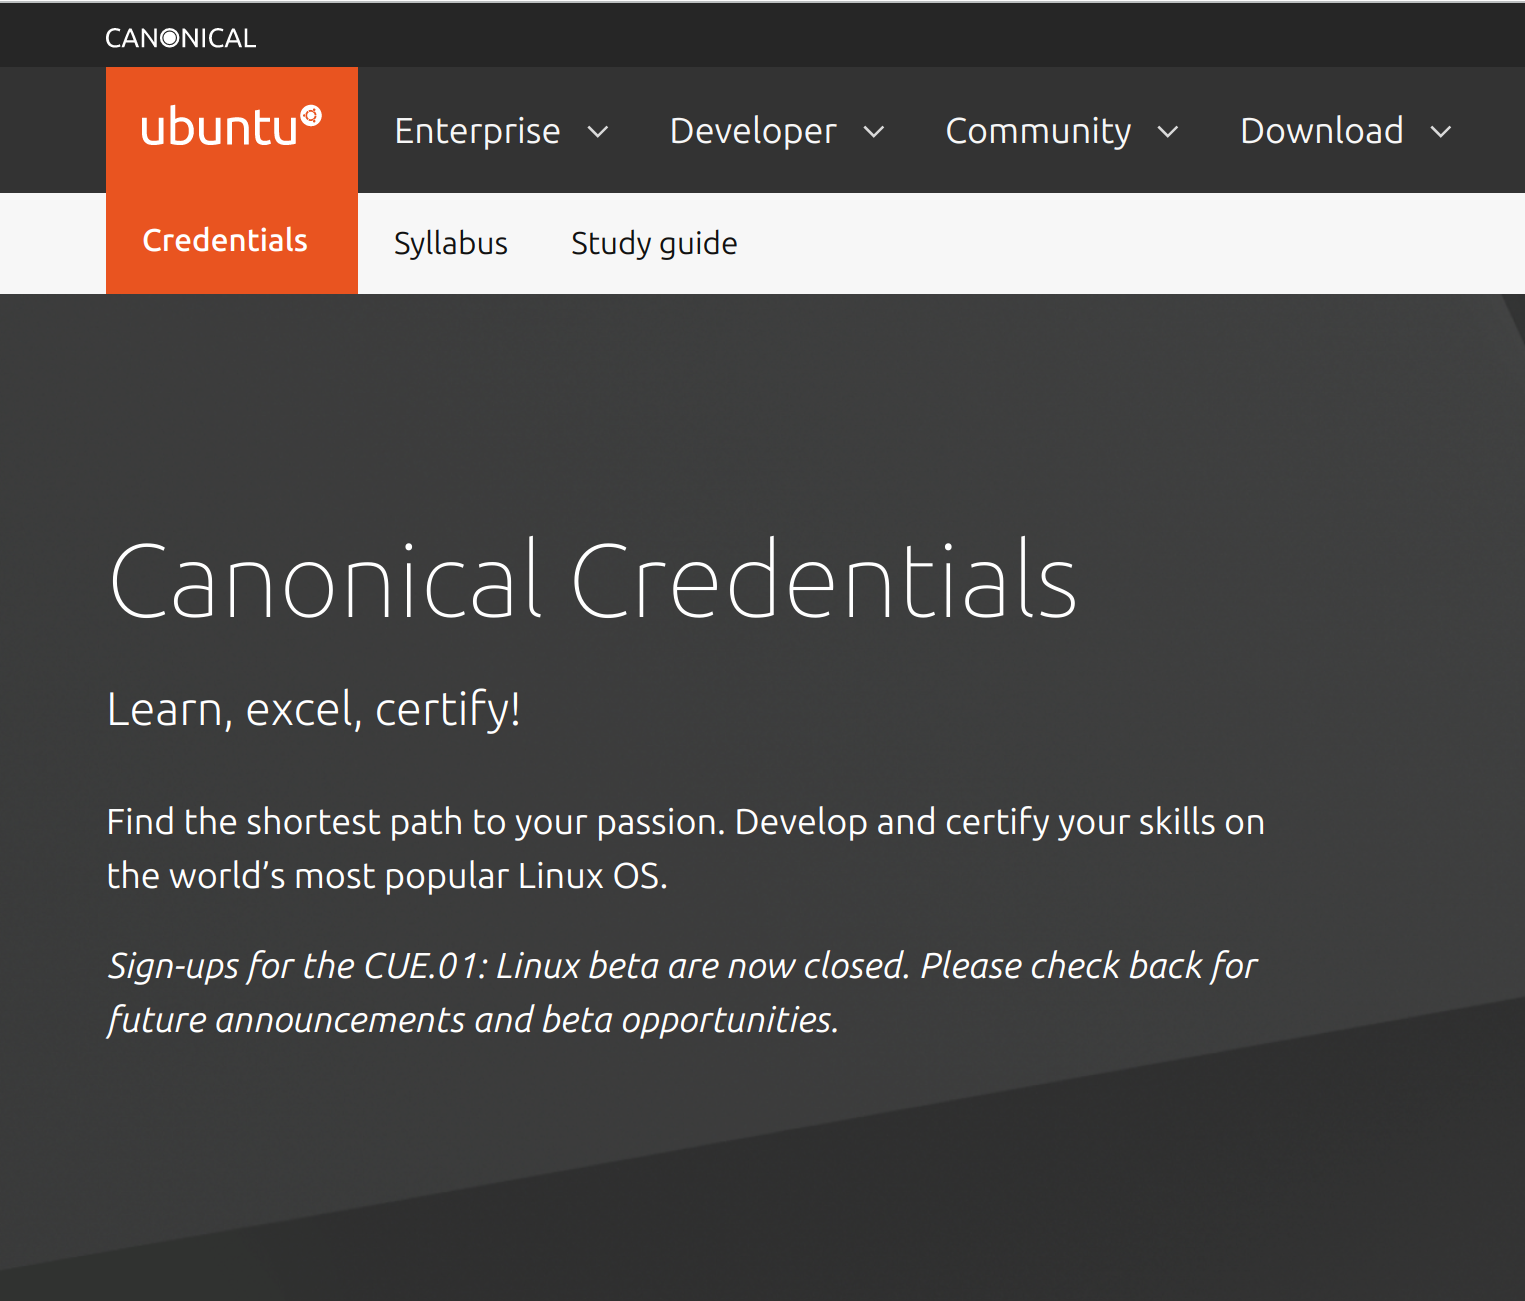 CANONICAL
ubuntu
Enterprise
Developer
Community
Download
Credentials
Syllabus
Study guide
Canonical Credentials
Learn, excel, certify!
Find the shortest path to your passion. Develop and certify your skills on
the world’s most popular Linux OS.
Sign-ups for the CUE.01: Linux beta are now closed. Please check back for
future announcements and beta opportunities.